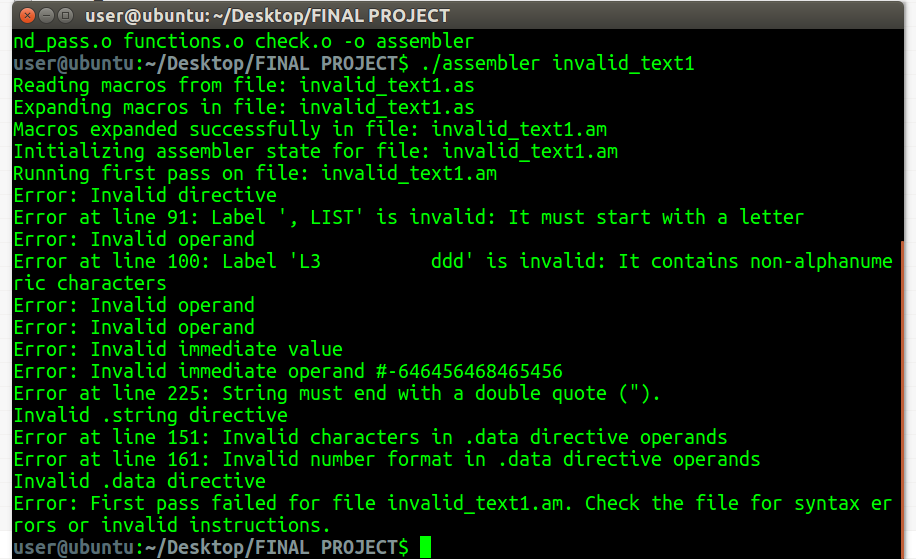 user@ubuntu: ~/Desktop/FINAL PROJECT
nd_pass.o functions.o check.o -o assembler
user@ubuntu:~/Desktop/FINAL PROJECT$ ./assembler invalid_text1
Reading macros from file: invalid_text1.as
Expanding macros in file: invalid_text1.as
Macros expanded successfully in file: invalid_text1.am
Initializing assembler state for file: invalid_text1.am
Running first pass on file: invalid_text1.am
Error: Invalid directive
Error at line 91: Label ', LIST' is invalid: It must start with a letter
Error: Invalid operand
Error at line 100: Label 'L3          ddd' is invalid: It contains non-alphanume
ric characters
Error: Invalid operand
Error: Invalid operand
Error: Invalid immediate value
Error: Invalid immediate operand #-646456468465456
Error at line 225: String must end with a double quote (").
Invalid .string directive
Error at line 151: Invalid characters in .data directive operands
Error at line 161: Invalid number format in .data directive operands
Invalid .data directive
Error: First pass failed for file invalid_text1.am. Check the file for syntax er
rors or invalid instructions.
user@ubuntu:~/Desktop/FINAL PROJECT$